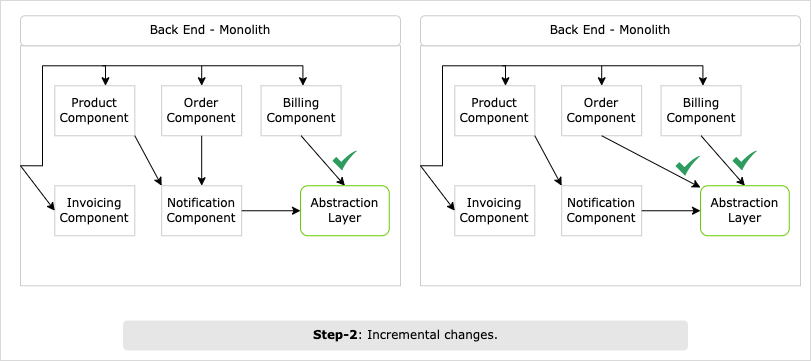 Back End - Monolith
Product
Component
Order
Component
Billing
Component
Invoicing
Component
Notification
Component
Abstraction
Layer
Back End - Monolith
Product
Component
Order
Component
Billing
Component
Invoicing
Component
Notification
Component
Abstraction
Layer
Step-2: Incremental changes.